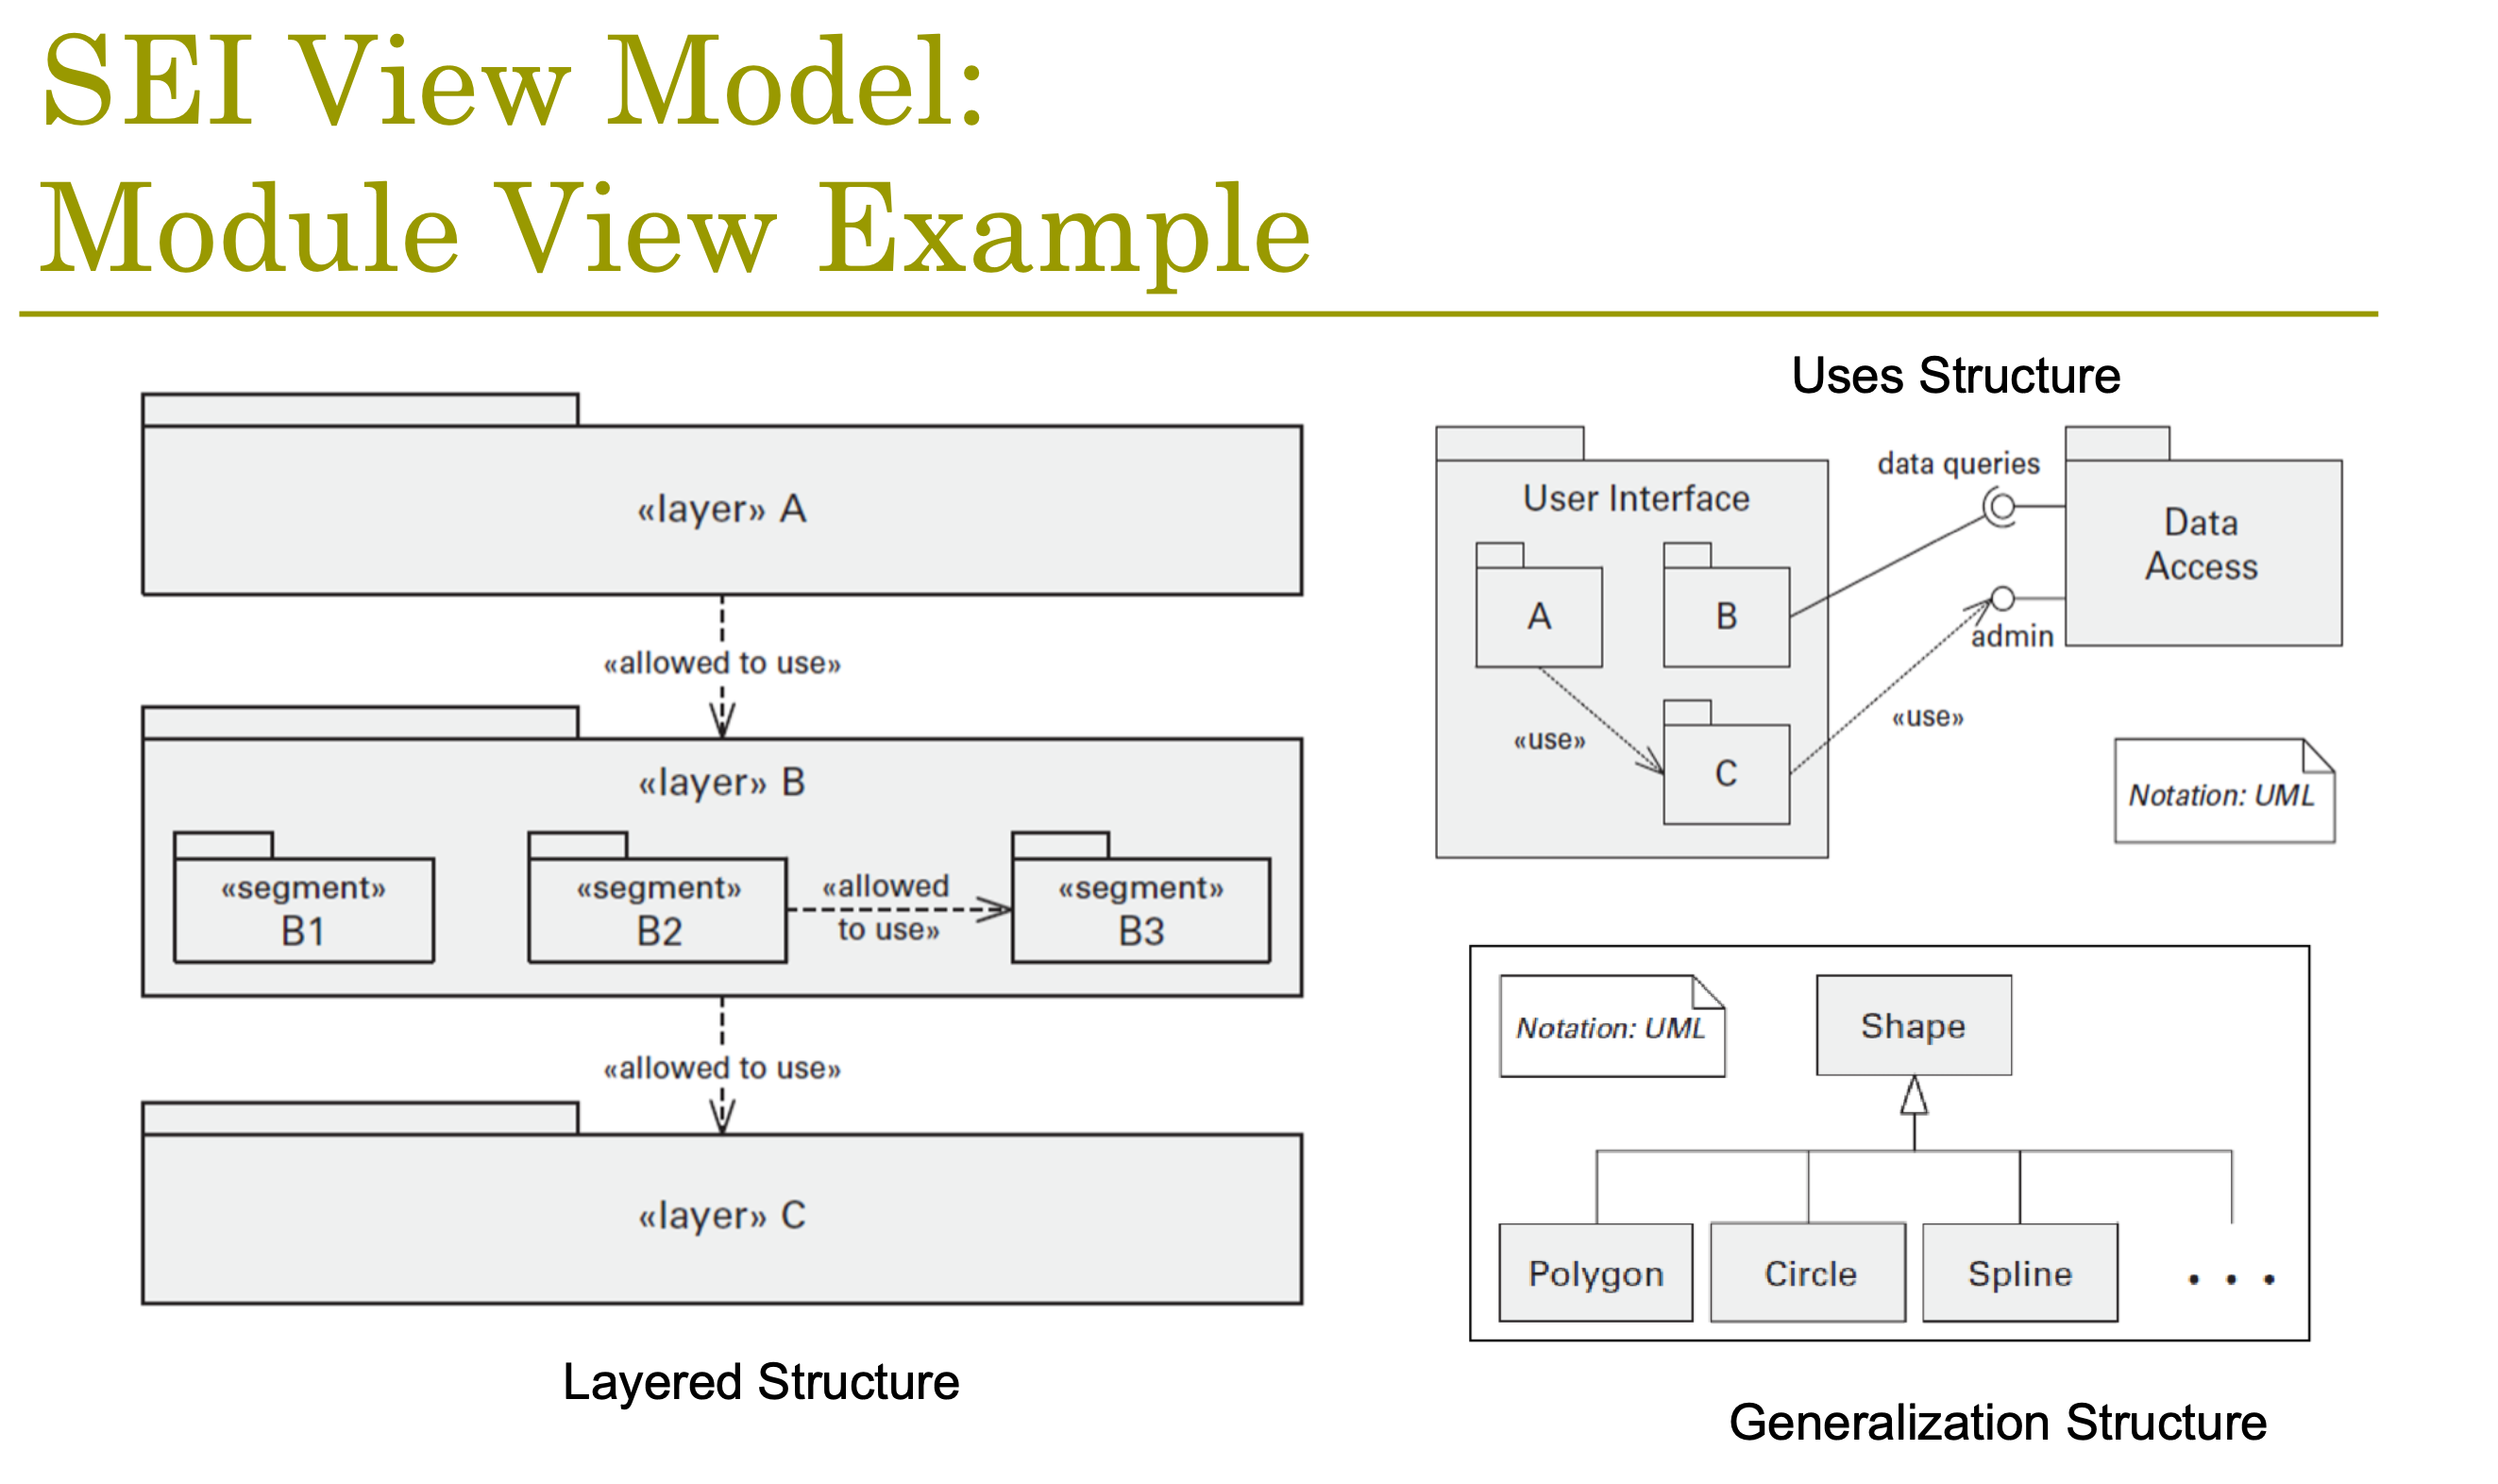 SEI View Model:
Module View Example
«layer» A
«allowed to use»
«layer» B
«segment»
B1
«segment»
B2
«allowed
to use»
«segment»
B3
«allowed to use»
«layer» C
Layered Structure
Uses Structure
User Interface
A
B
C
«use»
data queries
Data
Access
admin
«use»
Notation: UML
Notation: UML
Shape
Polygon
Circle
Spline
. . .
Generalization Structure